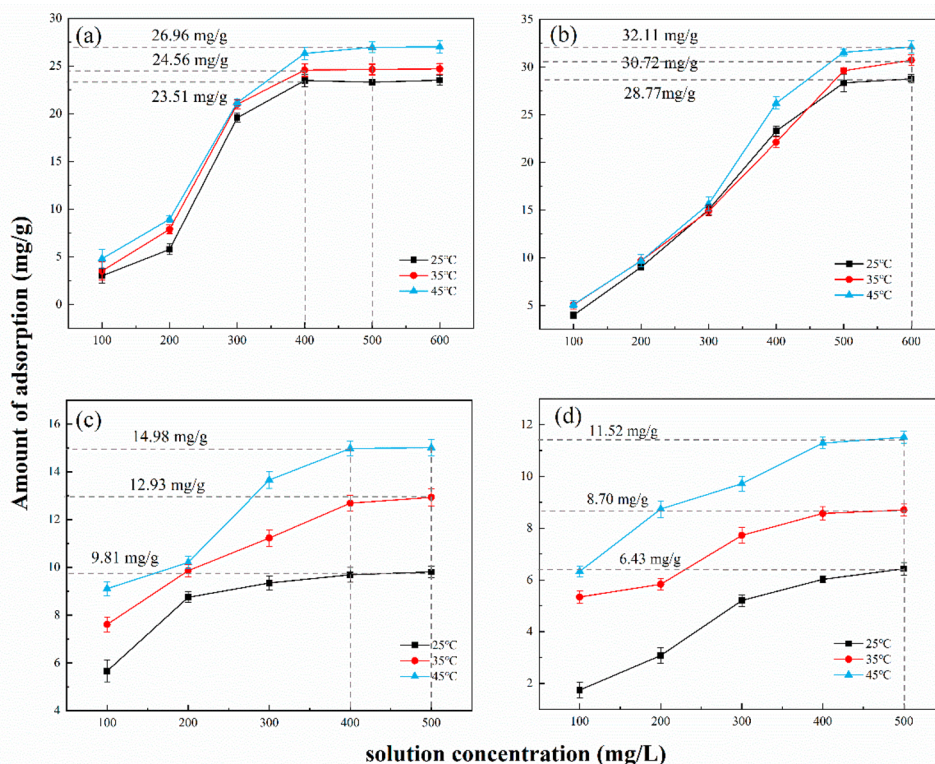 Amount of adsorption (mg/g)
(a)
26.96 mg/g
24.56 mg/g
23.51 mg/g
30
25
20
15
10
5
0
25℃
35℃
45℃
100 200 300 400 500 600
(b)
32.11 mg/g
30.72 mg/g
28.77mg/g
35
30
25
20
15
10
5
25℃
35℃
45℃
100 200 300 400 500 600
(c)
14.98 mg/g
12.93 mg/g
9.81 mg/g
16
14
12
10
8
6
4
25℃
35℃
45℃
100 200 300 400 500
(d)
11.52 mg/g
8.70 mg/g
6.43 mg/g
12
10
8
6
4
2
25℃
35℃
45℃
100 200 300 400 500
solution concentration (mg/L)